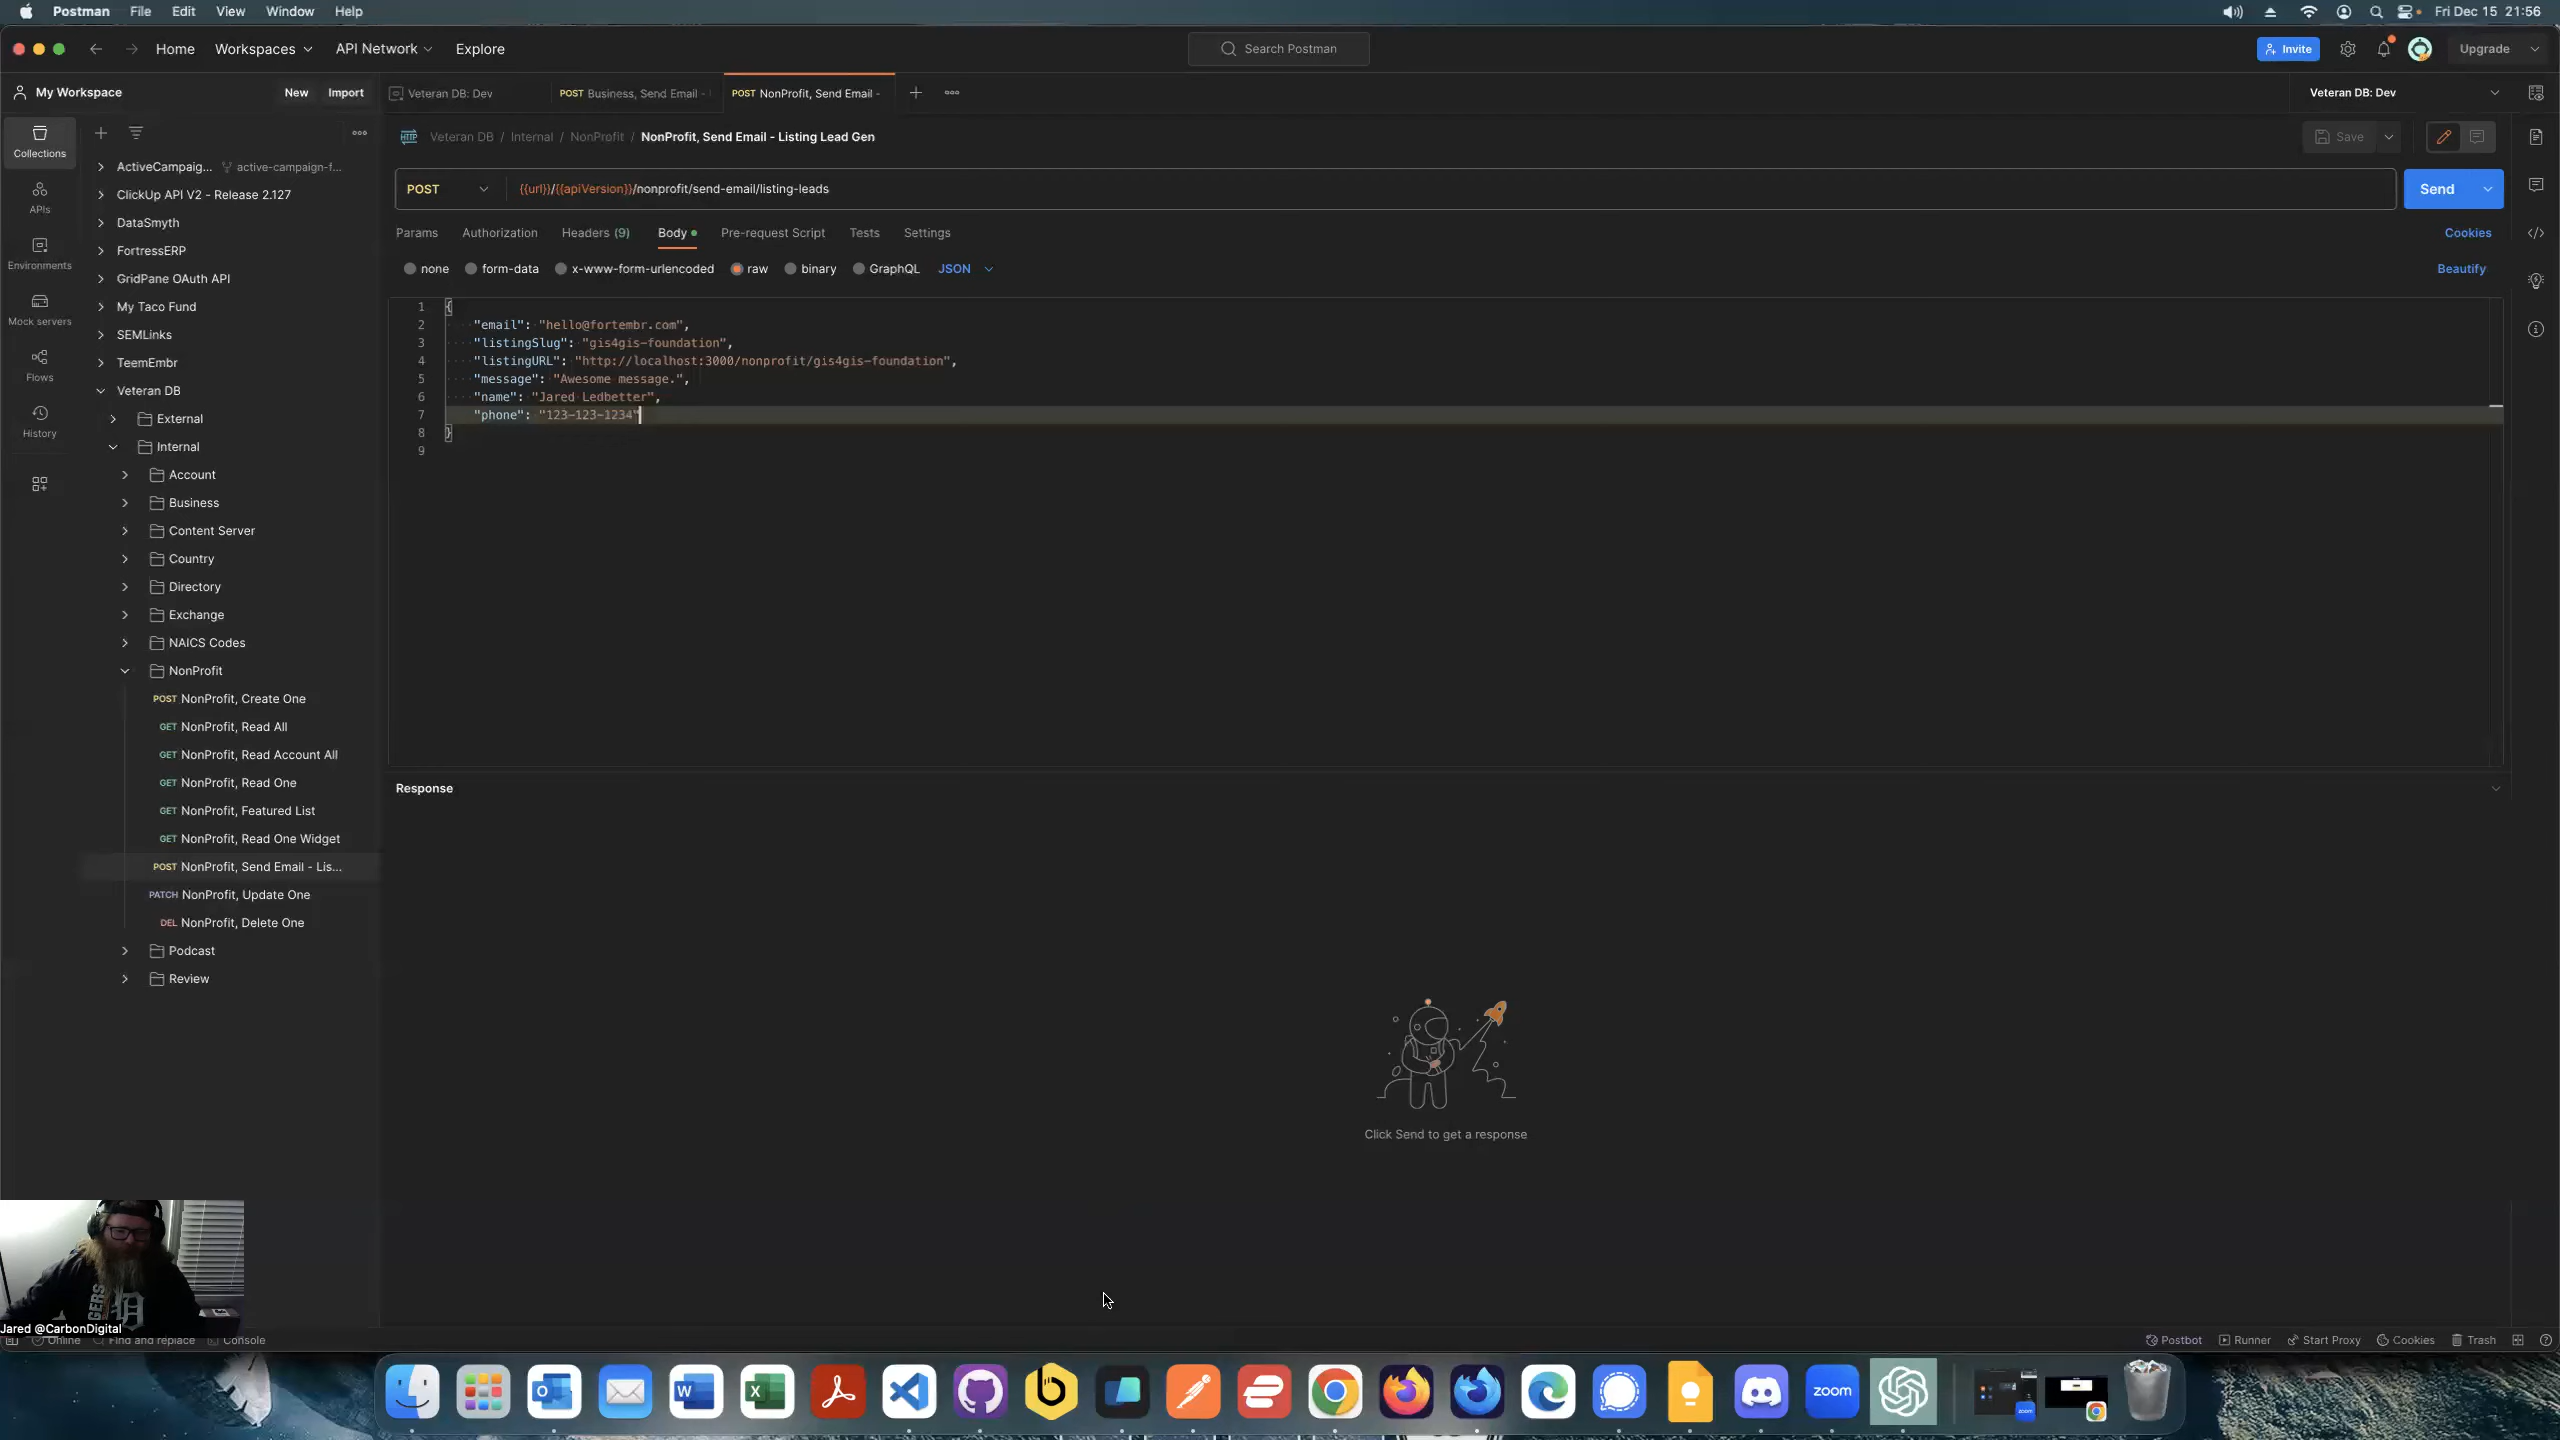 Postman File Edit View Window Help
Fri Dec 15 21:56
Home Workspaces API Network Explore
Search Postman
Invite
Upgrade
My Workspace
New Import
Veteran DB: Dev
POST Business, Send Email -
POST NonProfit, Send Email -
Veteran DB: Dev
Collections
APIs
Environments
Mock servers
Flows
History
ActiveCampaig... active-campaign-f...
ClickUp API V2 - Release 2.127
DataSmyth
FortressERP
GridPane OAuth API
My Taco Fund
SEMLinks
TeemEmbr
Veteran DB
External
Internal
Account
Business
Content Server
Country
Directory
Exchange
NAICS Codes
NonProfit
POST NonProfit, Create One
GET NonProfit, Read All
GET NonProfit, Read Account All
GET NonProfit, Read One
GET NonProfit, Featured List
GET NonProfit, Read One Widget
POST NonProfit, Send Email - Lis...
PATCH NonProfit, Update One
DEL NonProfit, Delete One
Podcast
Review
HTTP Veteran DB / Internal / NonProfit / NonProfit, Send Email - Listing Lead Gen
Save
POST {{url}}/{{apiVersion}}/nonprofit/send-email/listing-leads
Send
Params Authorization Headers (9) Body Pre-request Script Tests Settings
Cookies
none form-data x-www-form-urlencoded raw binary GraphQL JSON
Beautify
1 {
2 "email": "hello@fortembr.com",
3 "listingSlug": "gis4gis-foundation",
4 "listingURL": "http://localhost:3000/nonprofit/gis4gis-foundation",
5 "message": "Awesome message.",
6 "name": "Jared Ledbetter",
7 "phone": "123-123-1234"
8 }
9
Response
Click Send to get a response
Jared @CarbonDigital
Online Find and replace Console
Postbot Runner Start Proxy Cookies Trash
zoom